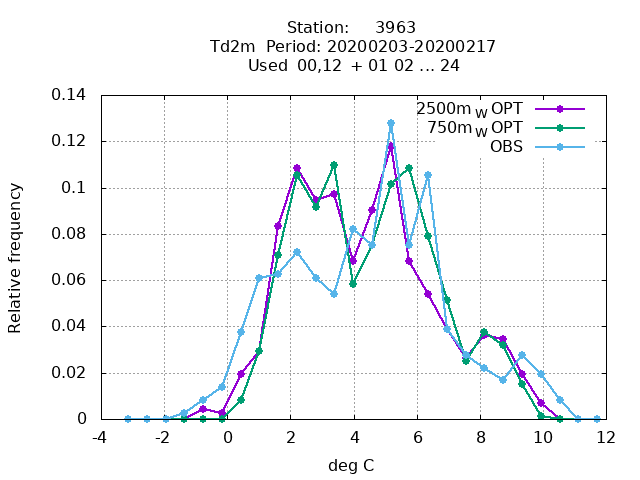 Station: 3963
Td2m Period: 20200203-20200217
Used 00,12 + 01 02 ... 24
0.14
0.12
0.1
0.08
0.06
0.04
0.02
0
Relative frequency
2500m W OPT
750m W OPT
OBS
-4 -2 0 2 4 6 8 10 12
deg C